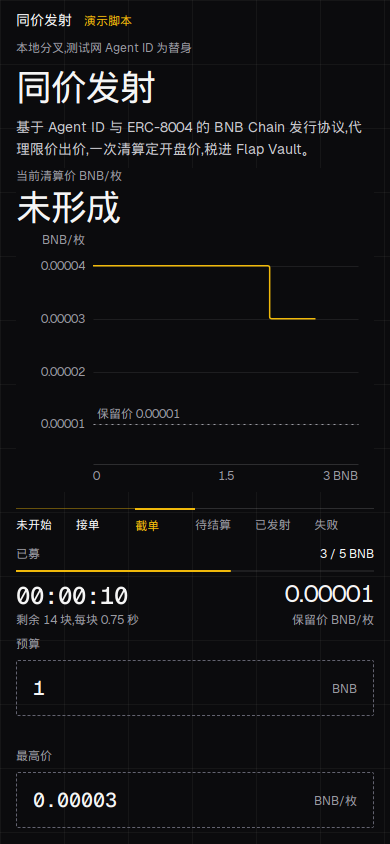 同价发射 演示脚本
本地分叉,测试网 Agent ID 为替身
同价发射
基于 Agent ID 与 ERC-8004 的 BNB Chain 发行协议,代
理限价出价,一次清算定开盘价,税进 Flap Vault。
当前清算价 BNB/枚
未形成
BNB/枚
0.00004
0.00003
0.00002
保留价 0.00001
0.00001
0 1.5 3 BNB
未开始 接单 截单 待结算 已发射 失败
已募 3 / 5 BNB
00:00:10 0.00001
剩余 14 块,每块 0.75 秒 保留价 BNB/枚
预算
1 BNB
最高价
0.00003 BNB/枚